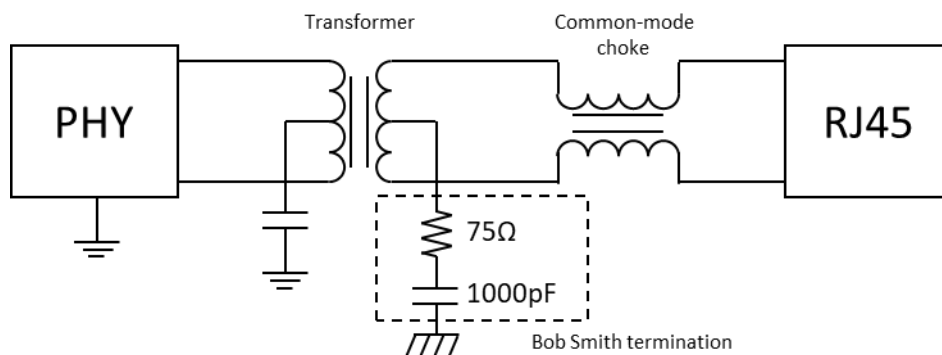 Transformer
Common-mode
choke
PHY
RJ45
75Ω
1000pF
Bob Smith termination